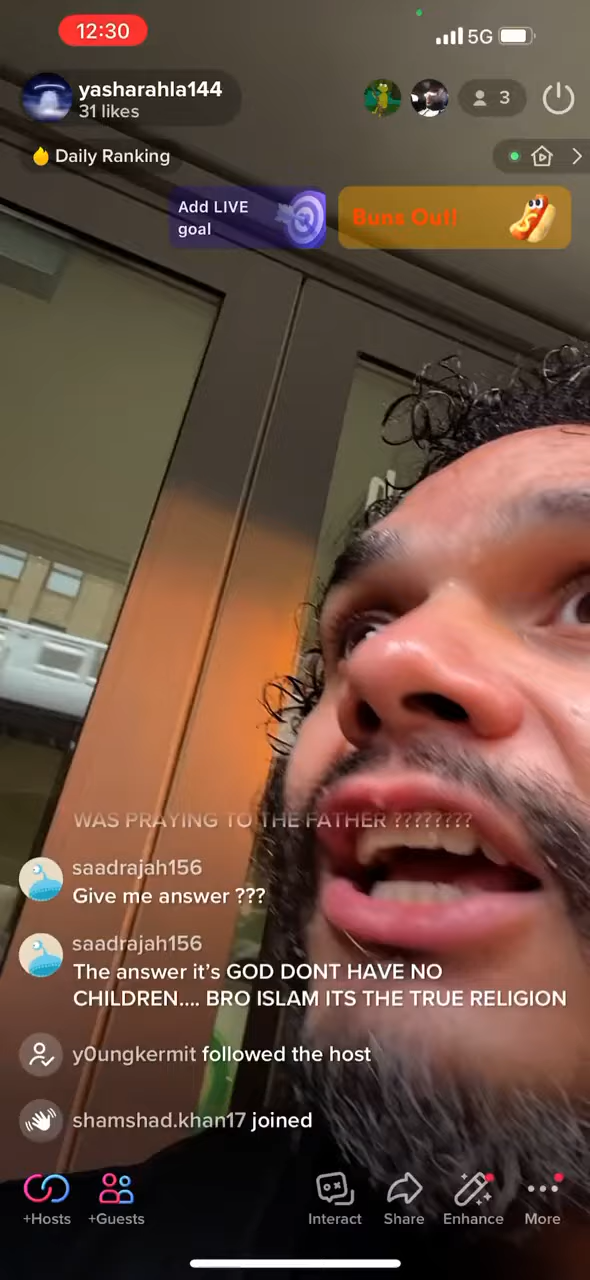 12:30
5G
yasharahla144
31 likes
3
Daily Ranking
Add LIVE
goal
Buns Out!
WAS PRAYING TO THE FATHER ????????
saadrajah156
Give me answer ???
saadrajah156
The answer it’s GOD DONT HAVE NO
CHILDREN.... BRO ISLAM ITS THE TRUE RELIGION
y0ungkermit followed the host
shamshad.khan17 joined
+Hosts
+Guests
Interact
Share
Enhance
More